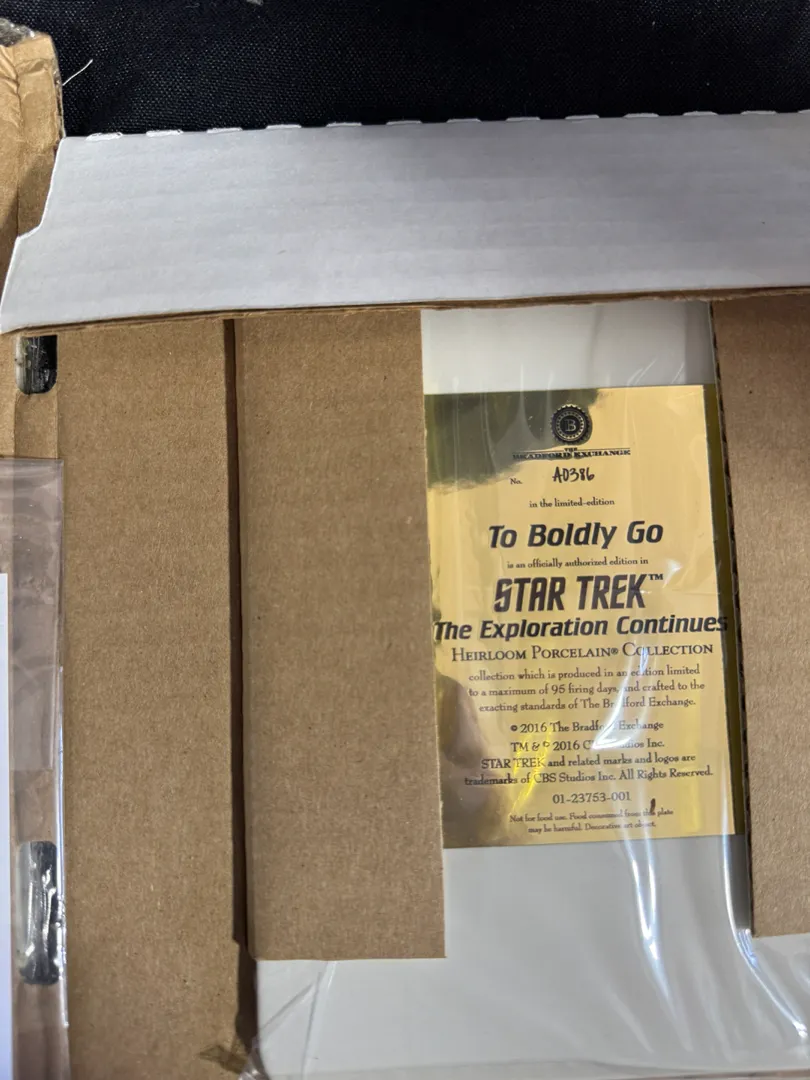 B
THE
BRADFORD EXCHANGE
No. A0386
in the limited-edition
To Boldly Go
is an officially authorized edition in
STAR TREK™
The Exploration Continues
HEIRLOOM PORCELAIN® COLLECTION
collection which is produced in an edition limited
to a maximum of 95 firing days, and crafted to the
exacting standards of The Bradford Exchange.
© 2016 The Bradford Exchange
TM & © 2016 CBS Studios Inc.
STAR TREK and related marks and logos are
trademarks of CBS Studios Inc. All Rights Reserved.
01-23753-001
Not for food use. Food consumed from this plate
may be harmful. Decorative art object.